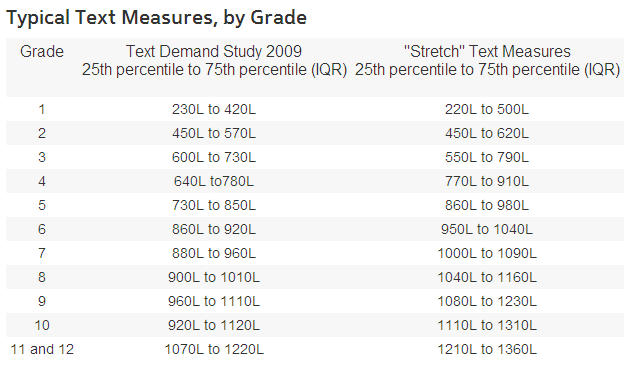 Typical Text Measures, by Grade
Grade Text Demand Study 2009 "Stretch" Text Measures
25th percentile to 75th percentile (IQR) 25th percentile to 75th percentile (IQR)
1 230L to 420L 220L to 500L
2 450L to 570L 450L to 620L
3 600L to 730L 550L to 790L
4 640L to780L 770L to 910L
5 730L to 850L 860L to 980L
6 860L to 920L 950L to 1040L
7 880L to 960L 1000L to 1090L
8 900L to 1010L 1040L to 1160L
9 960L to 1110L 1080L to 1230L
10 920L to 1120L 1110L to 1310L
11 and 12 1070L to 1220L 1210L to 1360L